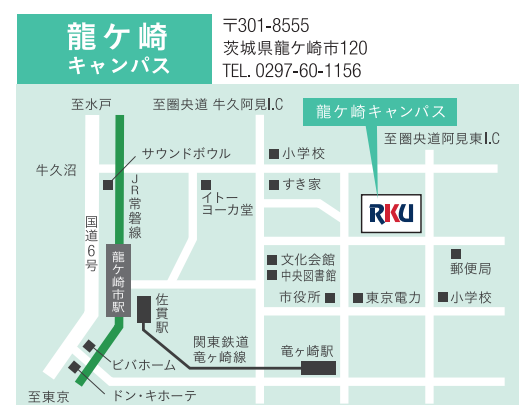 龍ケ崎
キャンパス
〒301-8555
茨城県龍ケ崎市120
TEL. 0297-60-1156
至水戸
至圏央道 牛久阿見I.C
龍ケ崎キャンパス
至圏央道阿見東I.C
サウンドボウル
小学校
牛久沼
JR常磐線
イトー
ヨーカ堂
すき家
RKU
国道6号
龍ケ崎市駅
文化会館
中央図書館
郵便局
佐貫駅
市役所
東京電力
小学校
関東鉄道
竜ヶ崎線
竜ヶ崎駅
ビバホーム
至東京
ドン・キホーテ